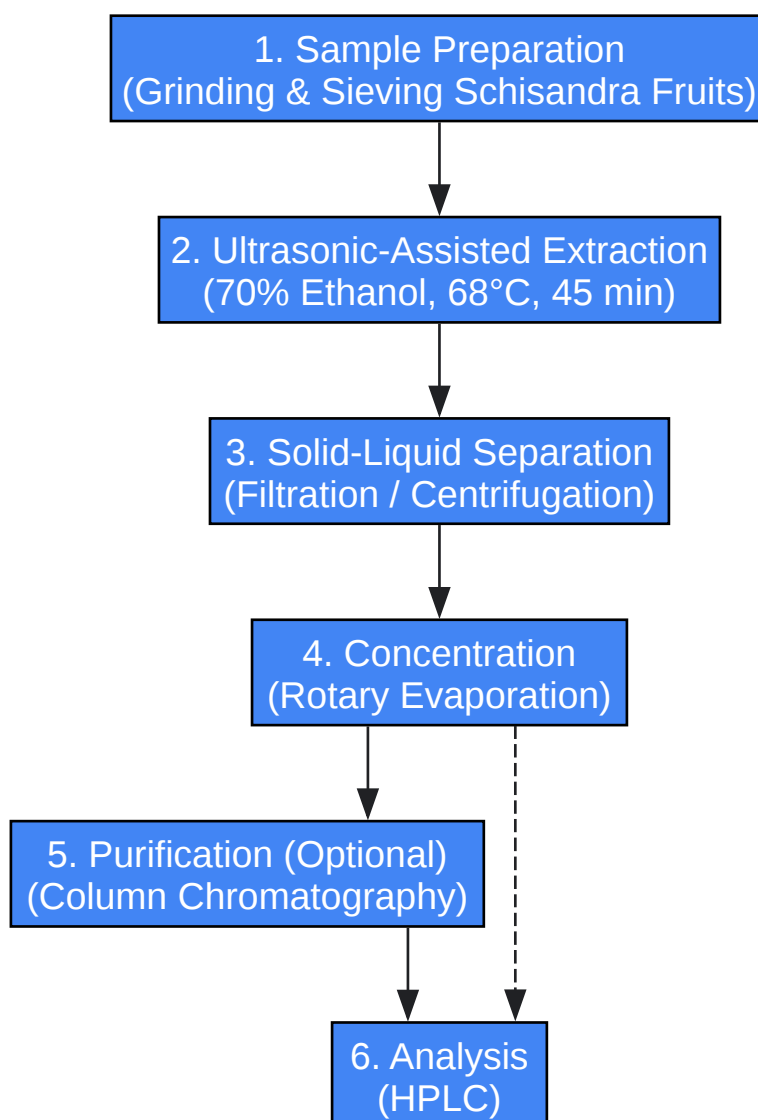 1. Sample Preparation
(Grinding & Sieving Schisandra Fruits)
2. Ultrasonic-Assisted Extraction
(70% Ethanol, 68°C, 45 min)
3. Solid-Liquid Separation
(Filtration / Centrifugation)
4. Concentration
(Rotary Evaporation)
5. Purification (Optional)
(Column Chromatography)
6. Analysis
(HPLC)